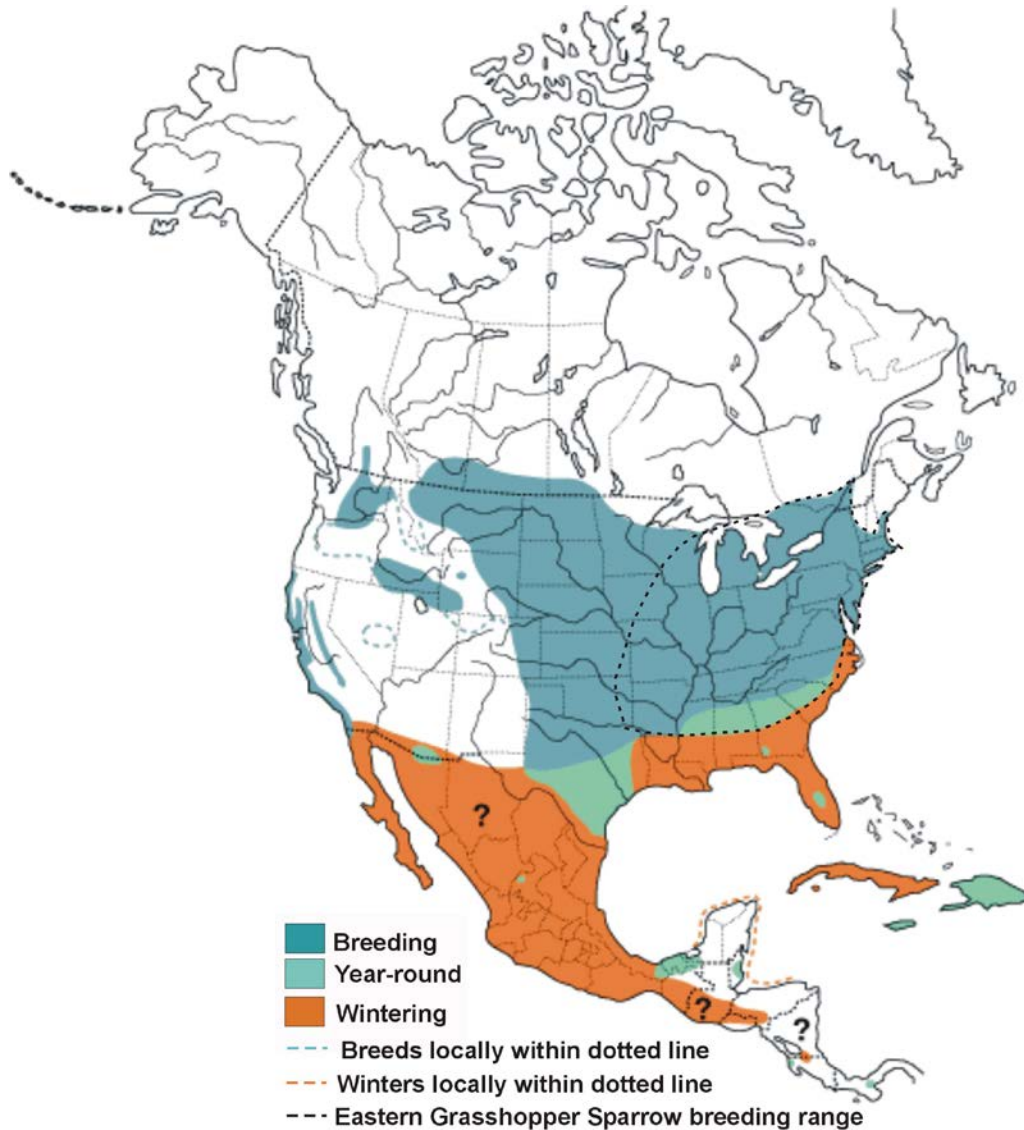 ?
?
?
Breeding
Year-round
Wintering
Breeds locally within dotted line
Winters locally within dotted line
Eastern Grasshopper Sparrow breeding range